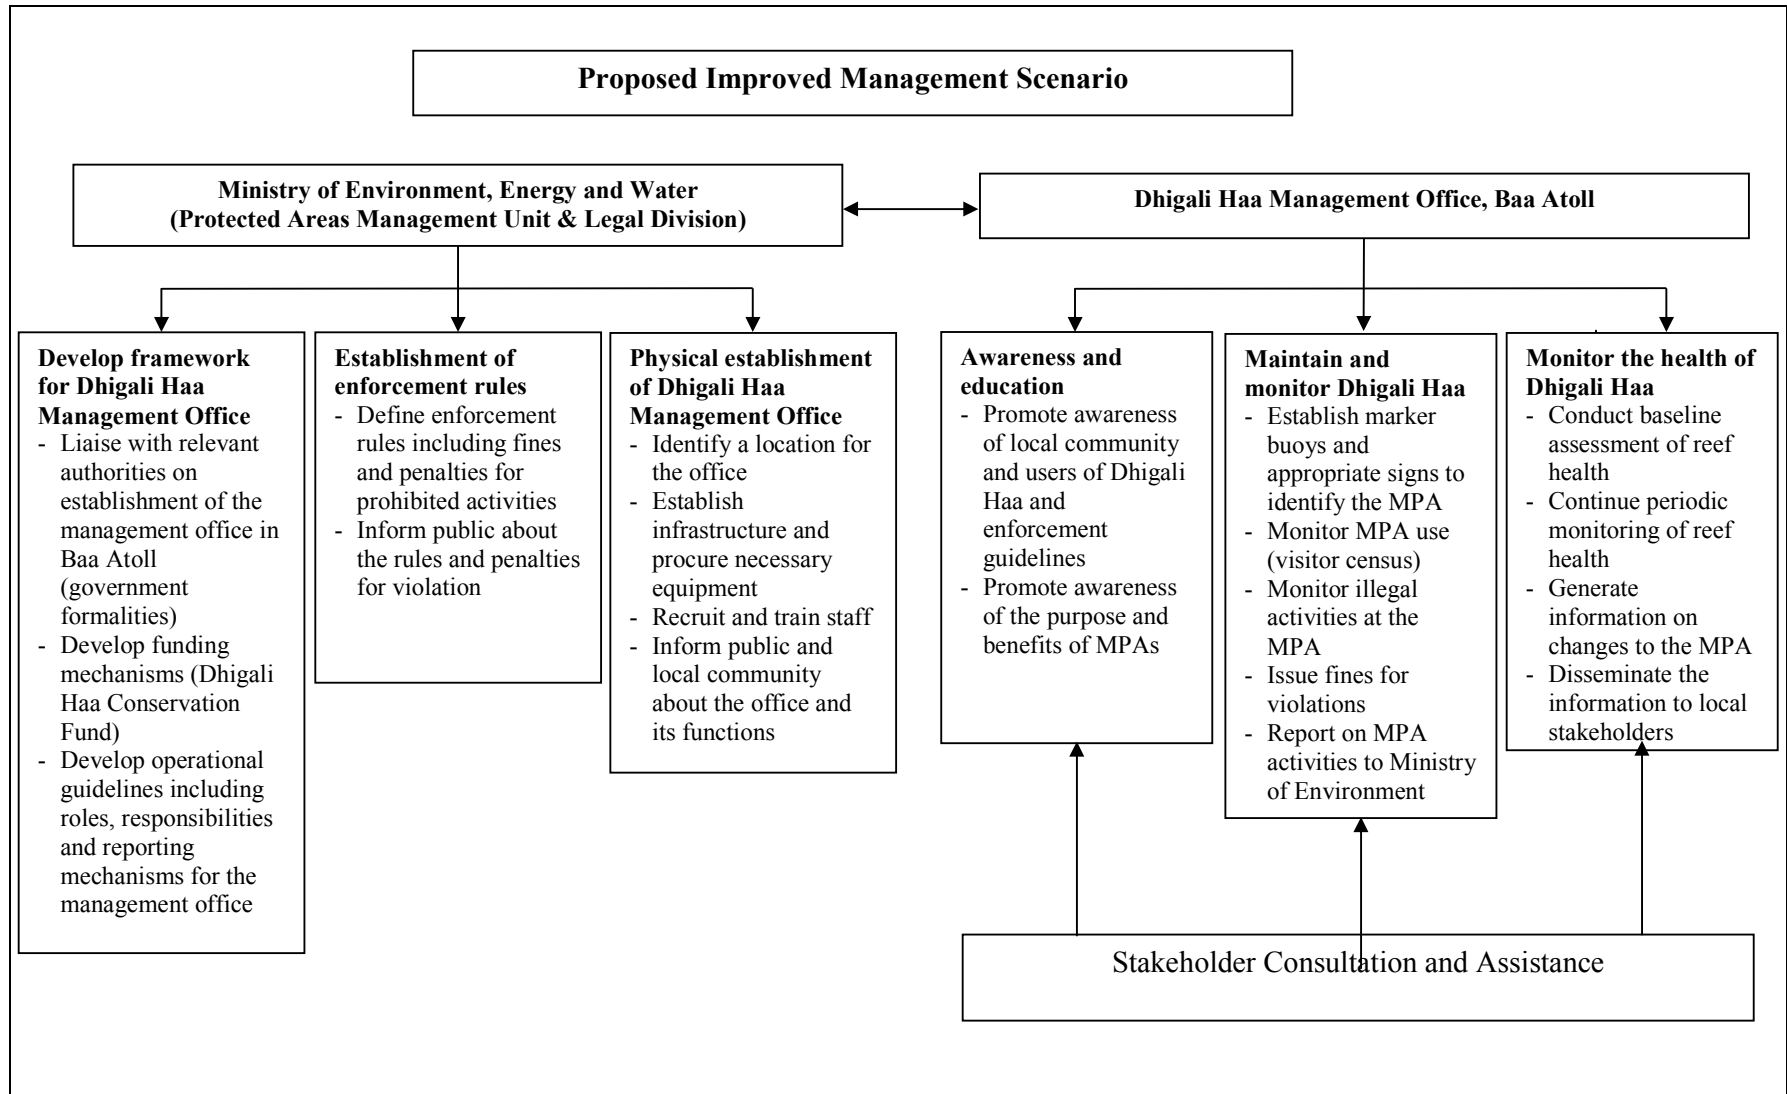 Proposed Improved Management Scenario
Ministry of Environment, Energy and Water
(Protected Areas Management Unit & Legal Division)
Dhigali Haa Management Office, Baa Atoll
Develop framework
for Dhigali Haa
Management Office
- Liaise with relevant
authorities on
establishment of the
management office in
Baa Atoll
(government
formalities)
- Develop funding
mechanisms (Dhigali
Haa Conservation
Fund)
- Develop operational
guidelines including
roles, responsibilities
and reporting
mechanisms for the
management office
Establishment of
enforcement rules
- Define enforcement
rules including fines
and penalties for
prohibited activities
- Inform public about
the rules and penalties
for violation
Physical establishment
of Dhigali Haa
Management Office
- Identify a location for
the office
- Establish
infrastructure and
procure necessary
equipment
- Recruit and train staff
- Inform public and
local community
about the office and
its functions
Awareness and
education
- Promote awareness
of local community
and users of Dhigali
Haa and
enforcement
guidelines
- Promote awareness
of the purpose and
benefits of MPAs
Maintain and
monitor Dhigali Haa
- Establish marker
buoys and
appropriate signs to
identify the MPA
- Monitor MPA use
(visitor census)
- Monitor illegal
activities at the
MPA
- Issue fines for
violations
- Report on MPA
activities to Ministry
of Environment
Monitor the health of
Dhigali Haa
- Conduct baseline
assessment of reef
health
- Continue periodic
monitoring of reef
health
- Generate
information on
changes to the MPA
- Disseminate the
information to local
stakeholders
Stakeholder Consultation and Assistance